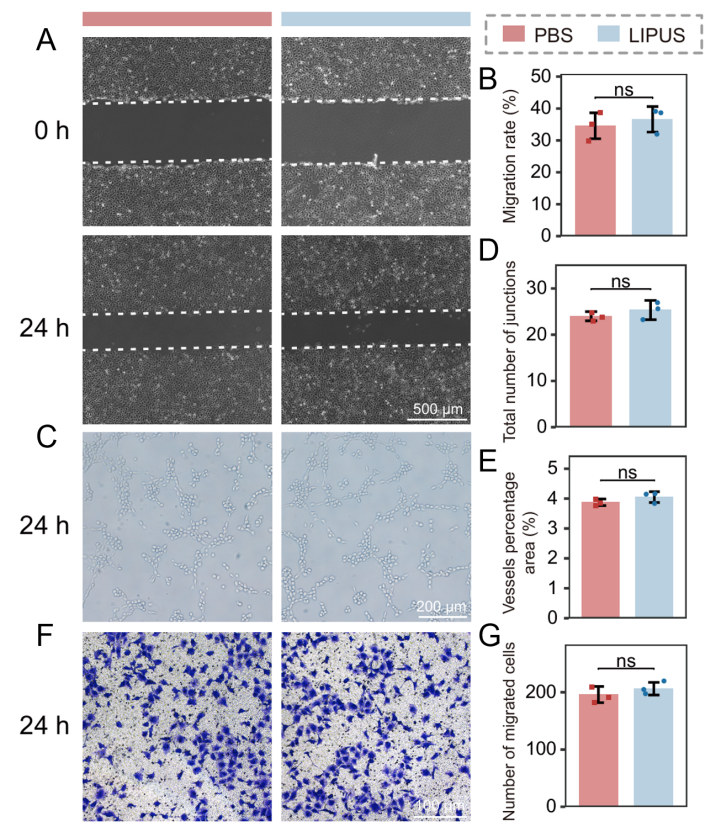 PBS LIPUS
A
0 h
24 h
500 μm
B
Migration rate (%)
50
40
30
20
10
0
ns
D
Total number of junctions
30
20
10
0
ns
C
24 h
200 μm
E
Vessels percentage
area (%)
5
4
3
2
1
0
ns
F
24 h
100 μm
G
Number of migrated cells
200
100
0
ns